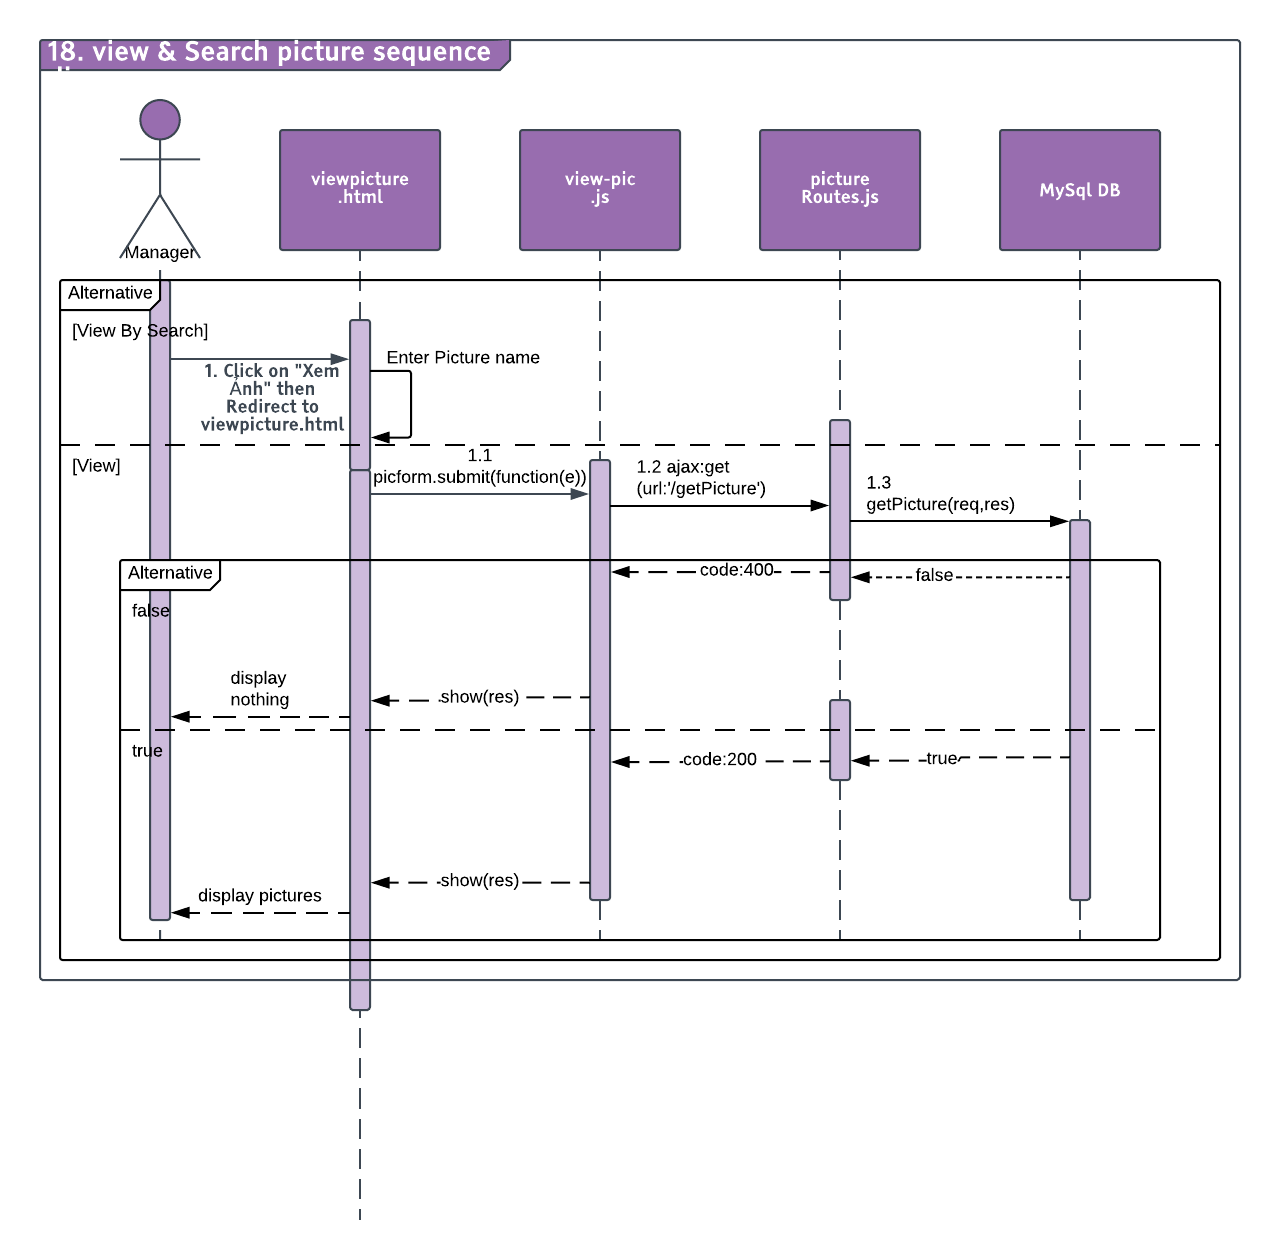 18. view & Search picture sequence
Manager
viewpicture
.html
view-pic
.js
picture
Routes.js
MySql DB
Alternative
[View By Search]
1. Click on "Xem
Ảnh" then
Redirect to
viewpicture.html
Enter Picture name
[View]
1.1
picform.submit(function(e))
1.2 ajax:get
(url:'/getPicture')
1.3
getPicture(req,res)
Alternative
code:400
false
false
display
nothing
show(res)
true
code:200
true
show(res)
display pictures